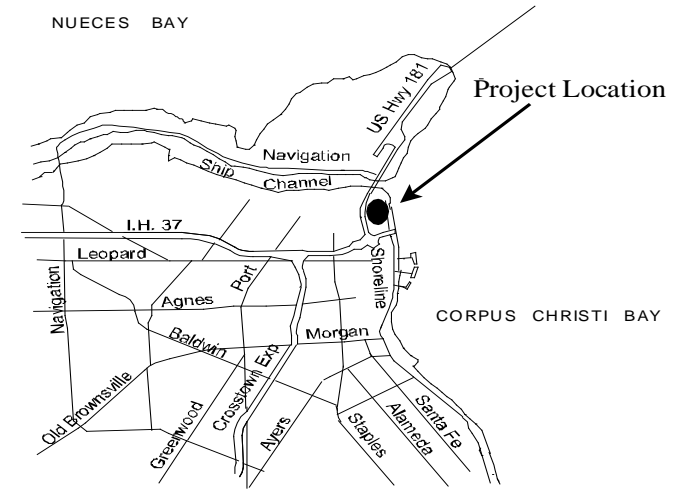 NUECES BAY
US Hwy 181
Project Location
Navigation
Ship
Channel
I.H. 37
Leopard
Port
Shoreline
Navigation
Agnes
CORPUS CHRISTI BAY
Baldwin
Morgan
Crosstown Exp
Old Brownsville
Greenwood
Ayers
Staples
Alameda
Santa Fe